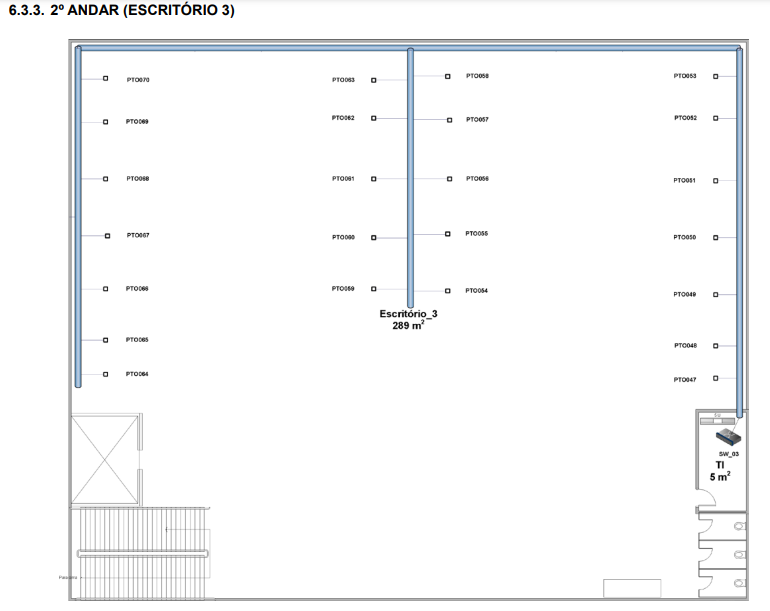 6.3.3. 2º ANDAR (ESCRITÓRIO 3)
PTO070
PTO063
PTO058
PTO053
PTO069
PTO062
PTO057
PTO052
PTO068
PTO061
PTO056
PTO051
PTO067
PTO060
PTO055
PTO050
PTO066
PTO059
PTO054
PTO049
Escritório_3
289 m²
PTO065
PTO048
PTO064
PTO047
SW_03
TI
5 m²